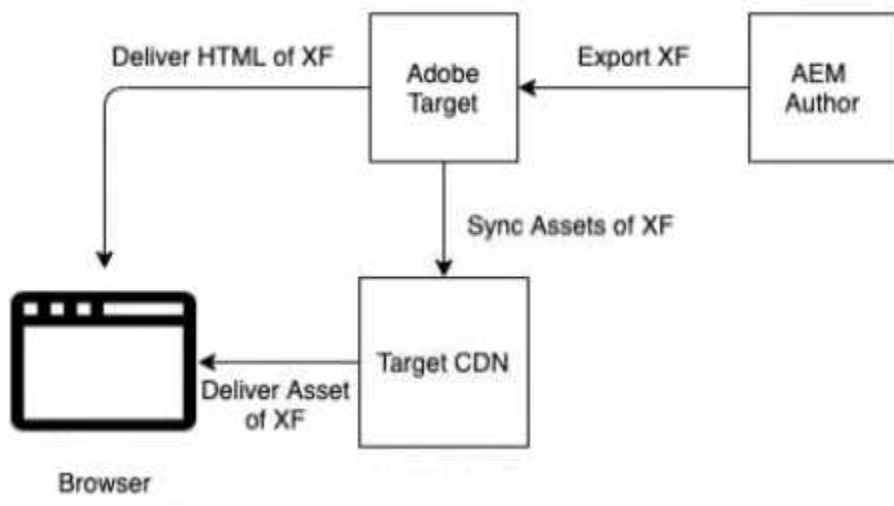 Deliver HTML of XF
Adobe
Target
Export XF
AEM
Author
Sync Assets of XF
Target CDN
Deliver Asset
of XF
Browser